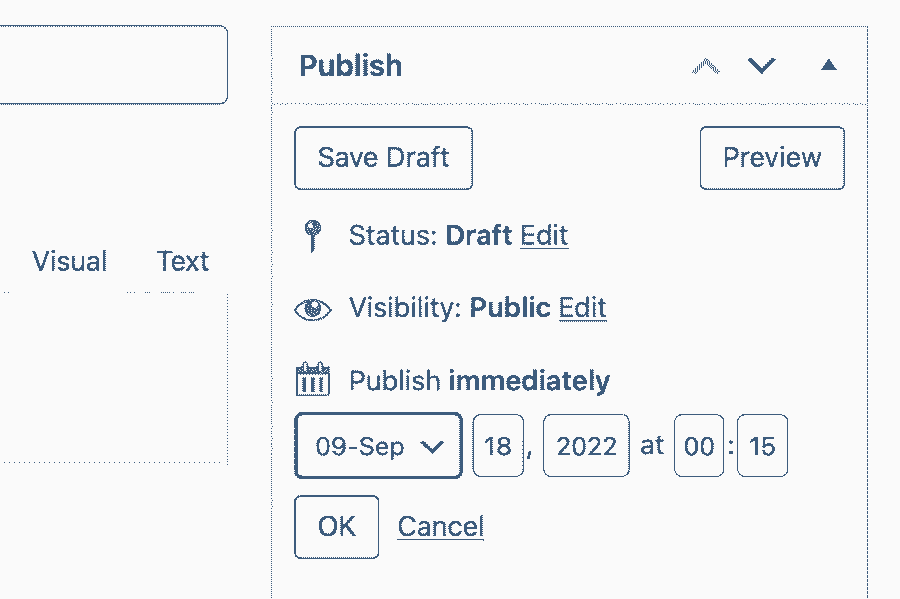 Publish
Save Draft Preview
Status: Draft Edit
Visual Text
Visibility: Public Edit
Publish immediately
09-Sep 18, 2022 at 00:15
OK Cancel